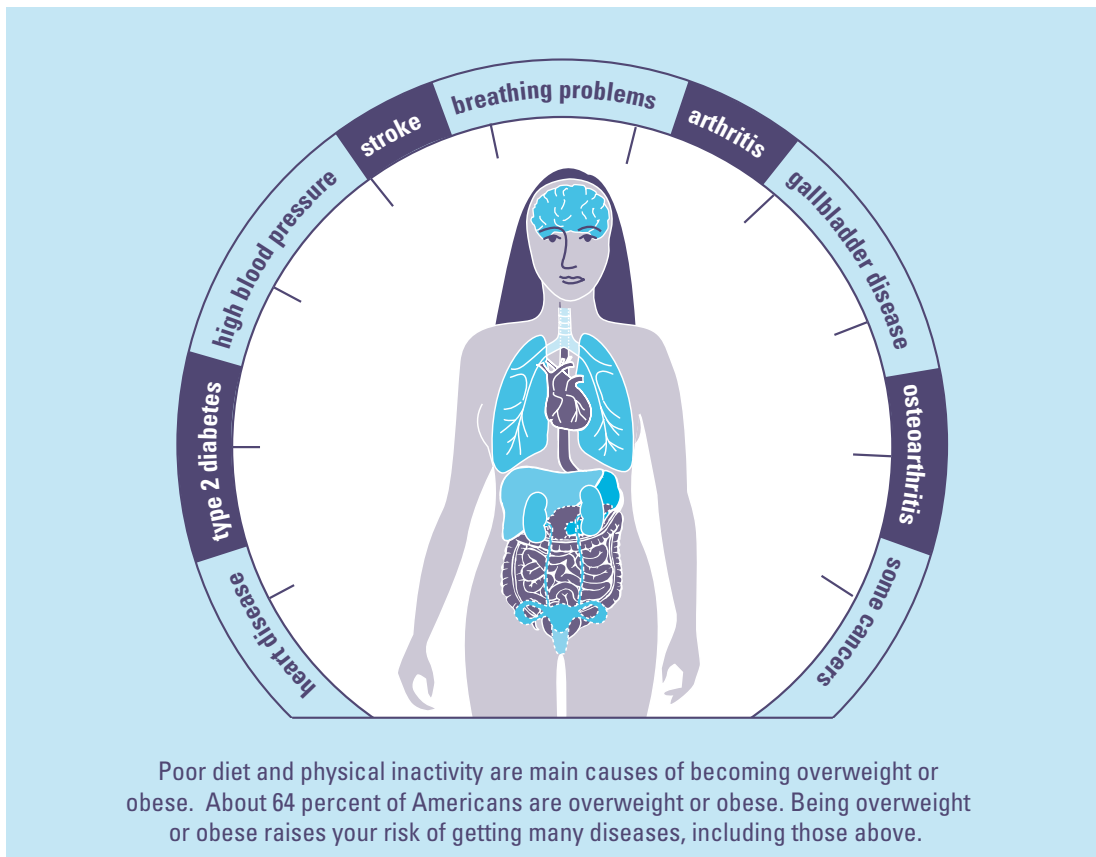 heart disease
type 2 diabetes
high blood pressure
stroke
breathing problems
arthritis
gallbladder disease
osteoarthritis
some cancers
Poor diet and physical inactivity are main causes of becoming overweight or
obese.  About 64 percent of Americans are overweight or obese. Being overweight
or obese raises your risk of getting many diseases, including those above.